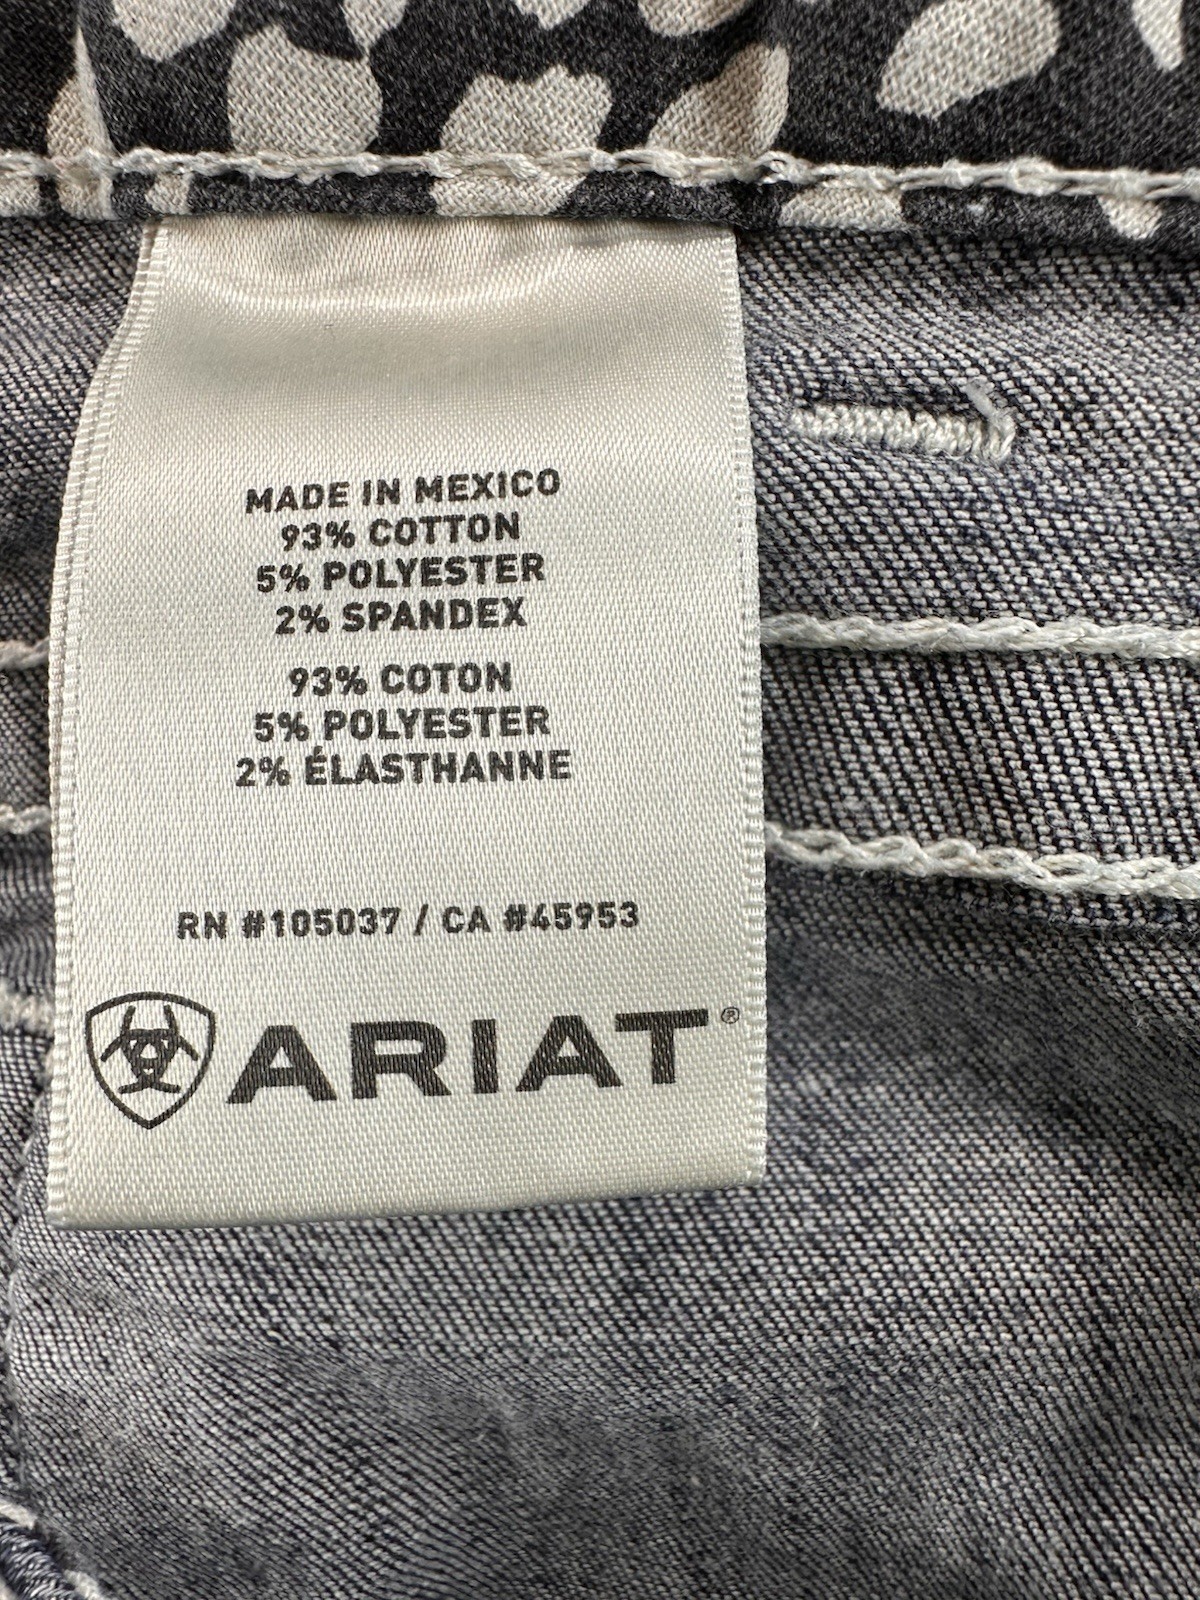 MADE IN MEXICO
93% COTTON
5% POLYESTER
2% SPANDEX
93% COTON
5% POLYESTER
2% ÉLASTHANNE
RN #105037 / CA #45953
ARIAT®